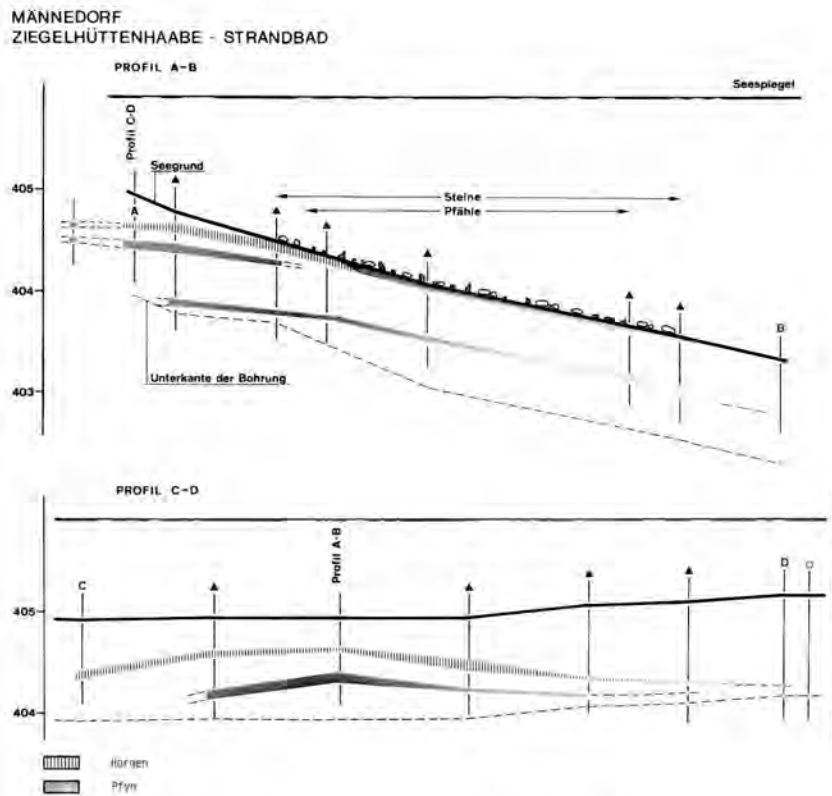 MÄNNEDORF
ZIEGELHÜTTENHAABE - STRANDBAD
PROFIL A-B
Seespiegel
Profil C-D
Seegrund
405
Steine
A
Pfähle
404
B
403
Unterkante der Bohrung
PROFIL C-D
Profil A-B
C
D
405
404
Horgen
Pfyn